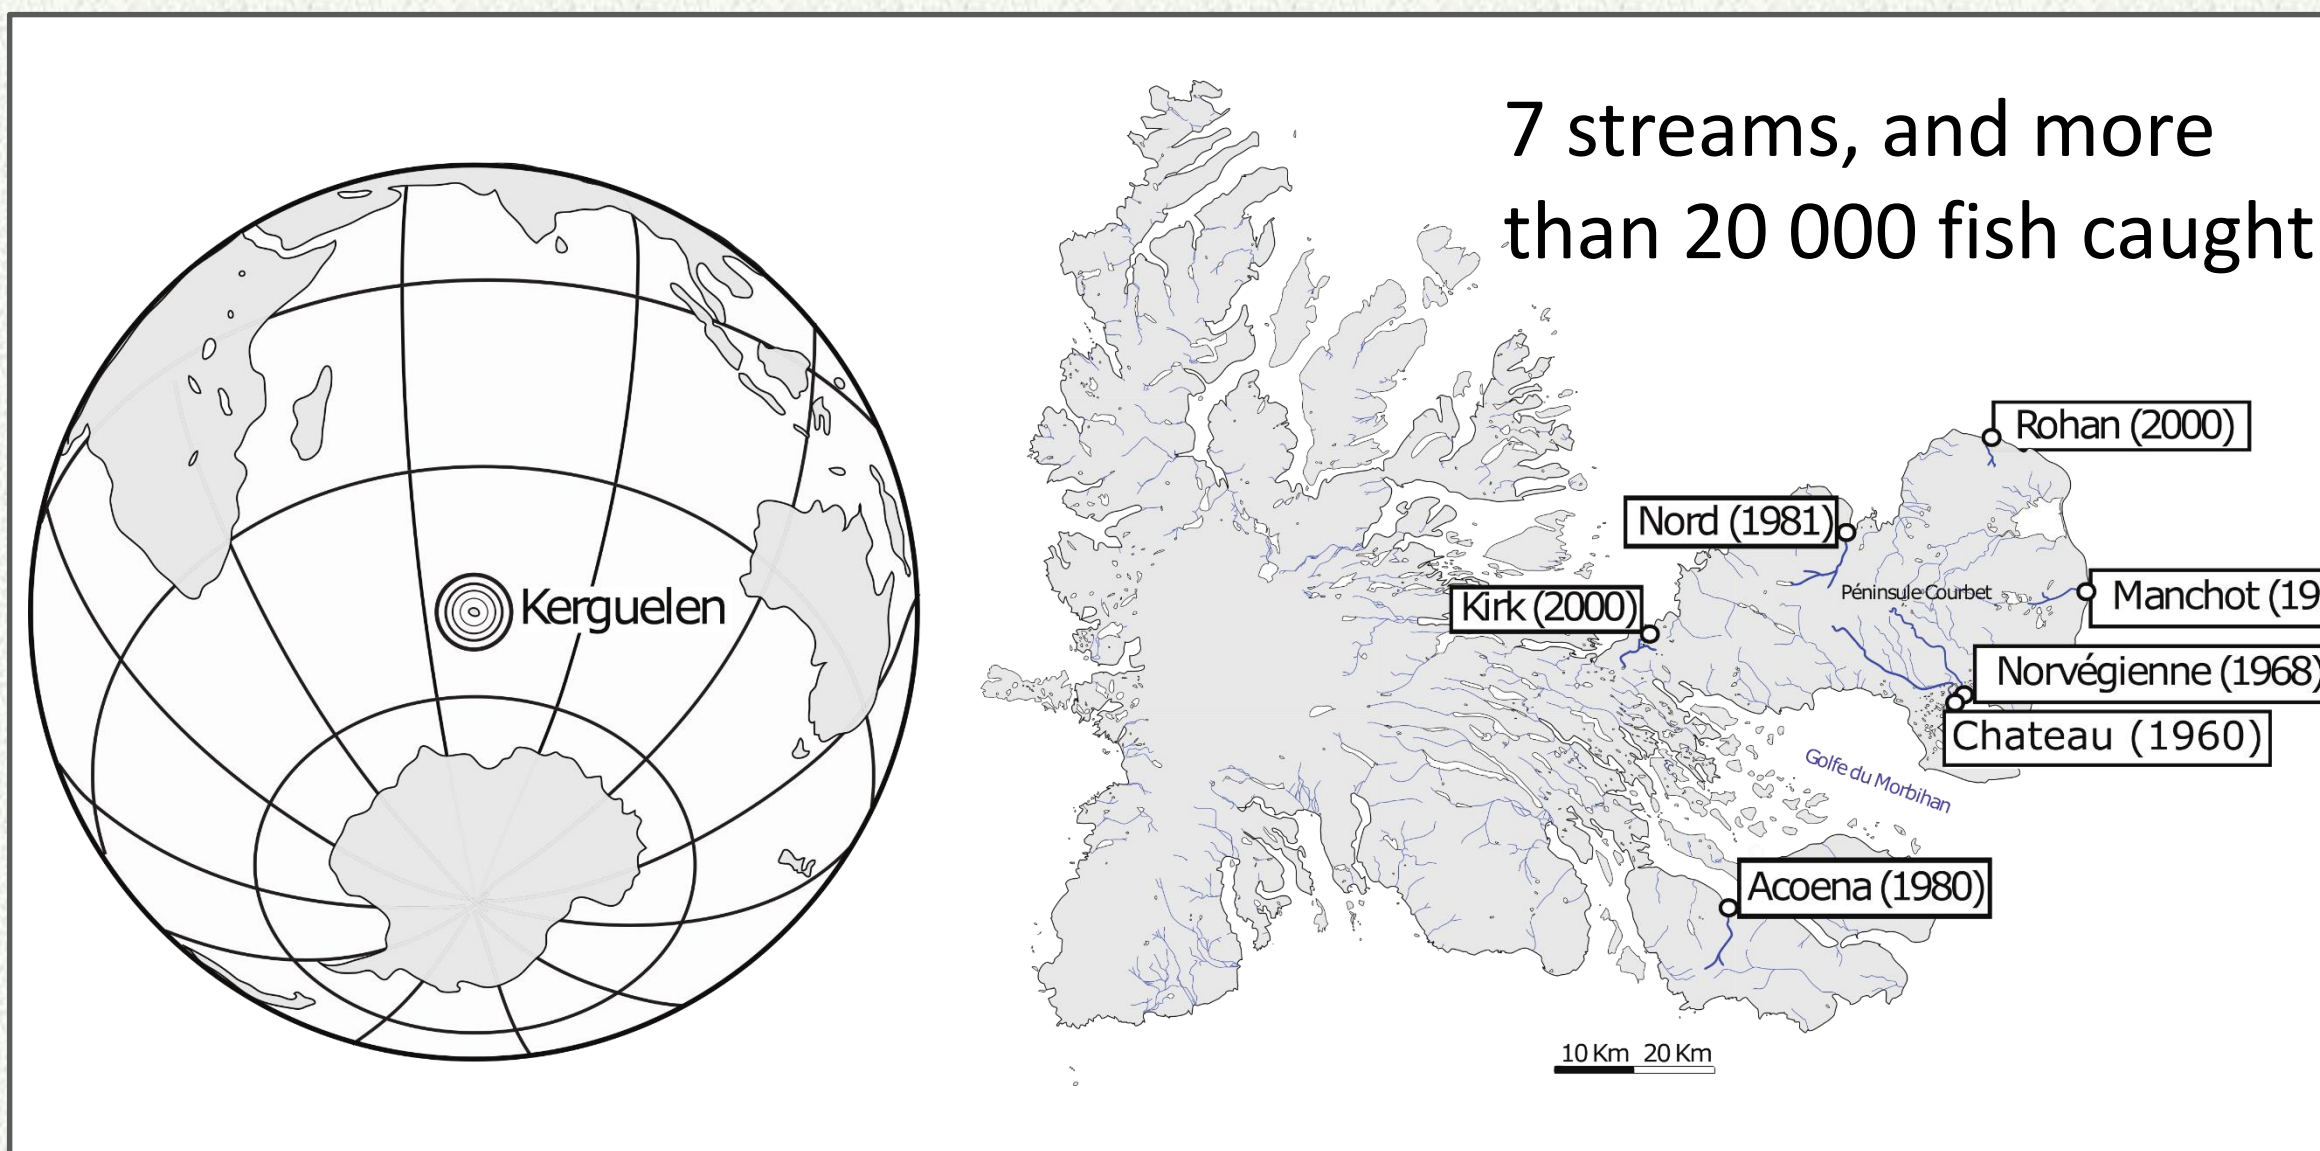 7 streams, and more
than 20 000 fish caught
Rohan (2000)
Nord (1981)
Kerguelen
Péninsule Courbet
Manchot (19
Kirk (2000)
Norvégienne (1968)
Chateau (1960)
Golfe du Morbihan
Acoena (1980)
10 Km 20 Km